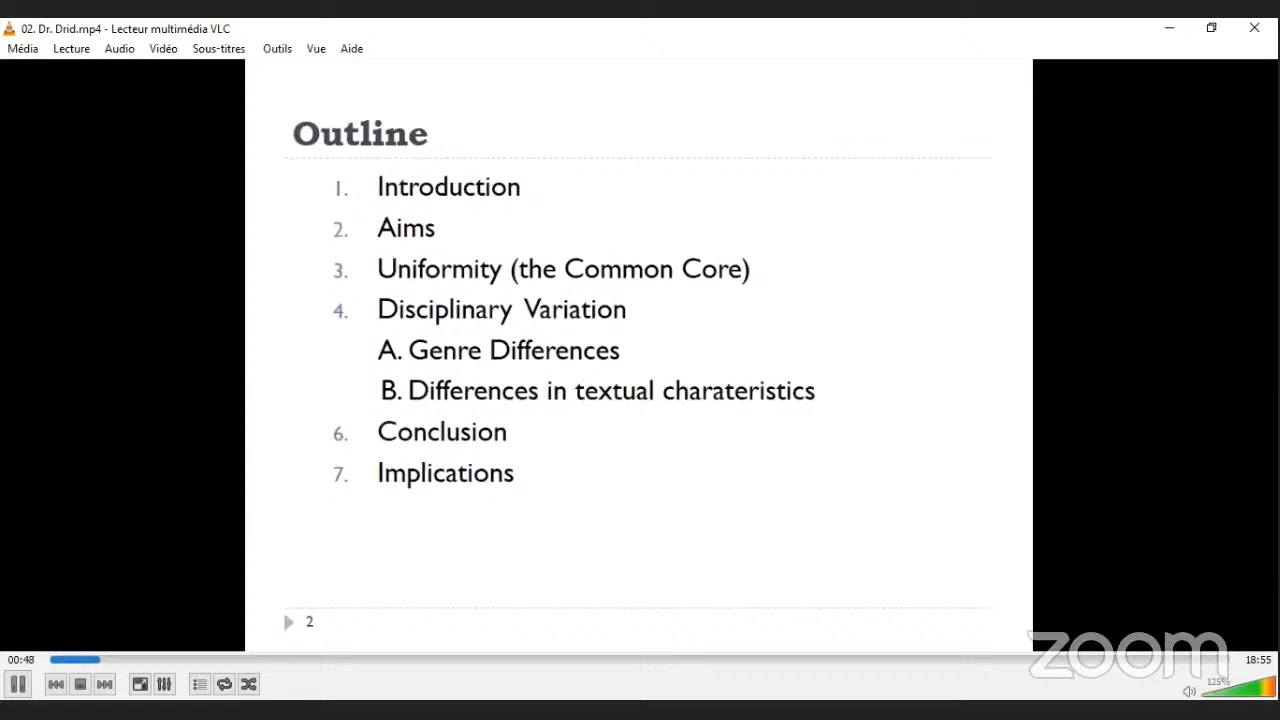 02. Dr. Drid.mp4 - Lecteur multimédia VLC
Média Lecture Audio Vidéo Sous-titres Outils Vue Aide
Outline
1. Introduction
2. Aims
3. Uniformity (the Common Core)
4. Disciplinary Variation
A. Genre Differences
B. Differences in textual charateristics
6. Conclusion
7. Implications
2
zoom
00:48 18:55
125%